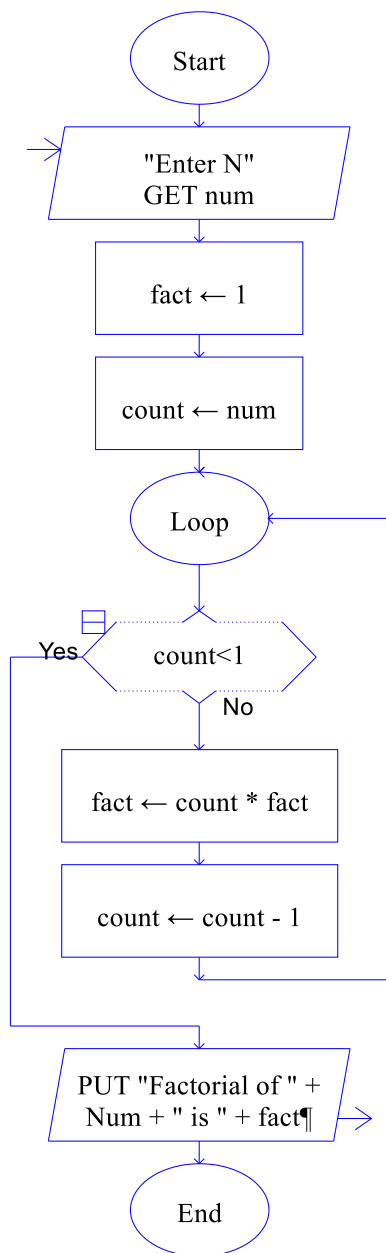 Start
"Enter N"
GET num
fact ← 1
count ← num
Loop
count<1
Yes
No
fact ← count * fact
count ← count - 1
PUT "Factorial of " +
Num + " is " + fact¶
End